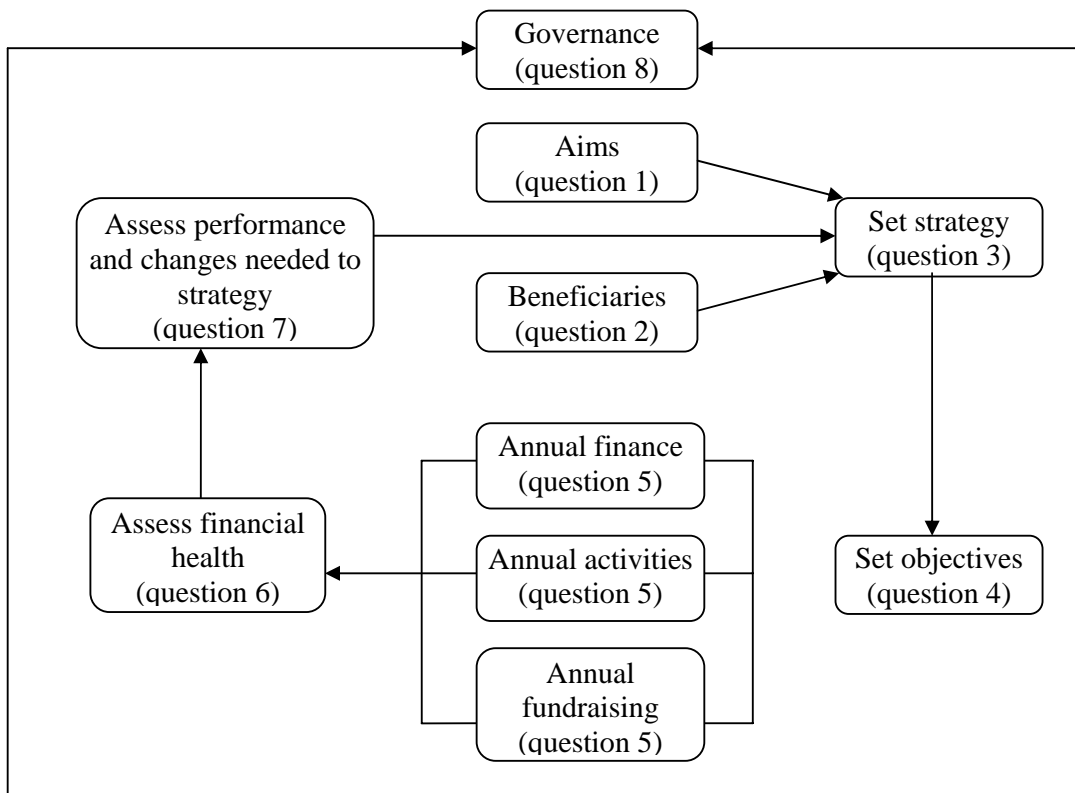 Governance
(question 8)
Aims
(question 1)
Assess performance
and changes needed to
strategy
(question 7)
Set strategy
(question 3)
Beneficiaries
(question 2)
Annual finance
(question 5)
Assess financial
health
(question 6)
Annual activities
(question 5)
Set objectives
(question 4)
Annual
fundraising
(question 5)